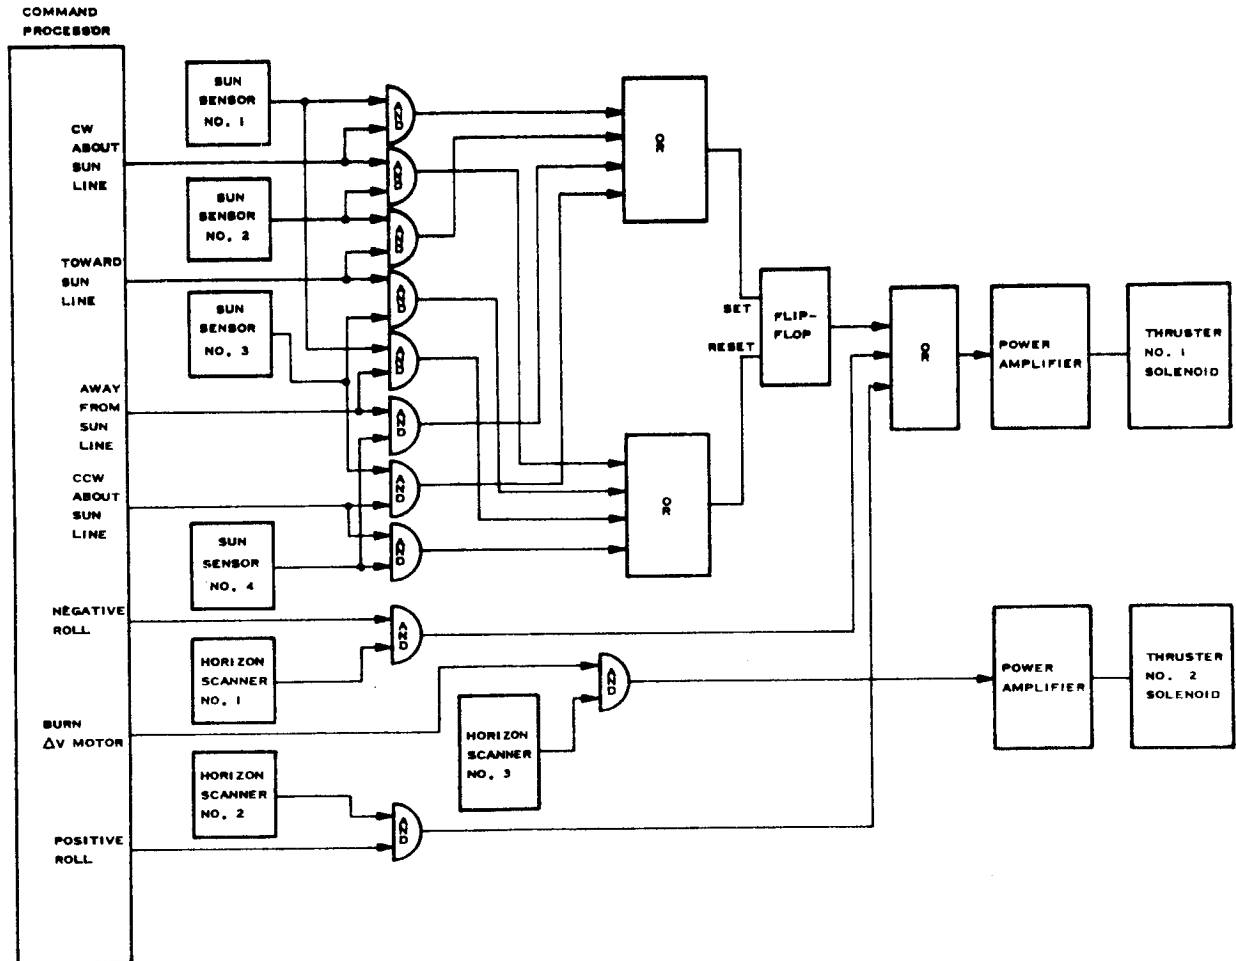 COMMAND
PROCESSOR
SUN
SENSOR
NO. 1
CW
ABOUT
SUN
LINE
SUN
SENSOR
NO. 2
TOWARD
SUN
LINE
SUN
SENSOR
NO. 3
AWAY
FROM
SUN
LINE
CCW
ABOUT
SUN
LINE
SUN
SENSOR
NO. 4
NEGATIVE
ROLL
HORIZON
SCANNER
NO. 1
BURN
ΔV MOTOR
HORIZON
SCANNER
NO. 2
POSITIVE
ROLL
AND
AND
AND
AND
AND
AND
AND
AND
AND
AND
HORIZON
SCANNER
NO. 3
AND
OR
OR
SET
RESET
FLIP-
FLOP
OR
POWER
AMPLIFIER
THRUSTER
NO. 1
SOLENOID
POWER
AMPLIFIER
THRUSTER
NO. 2
SOLENOID